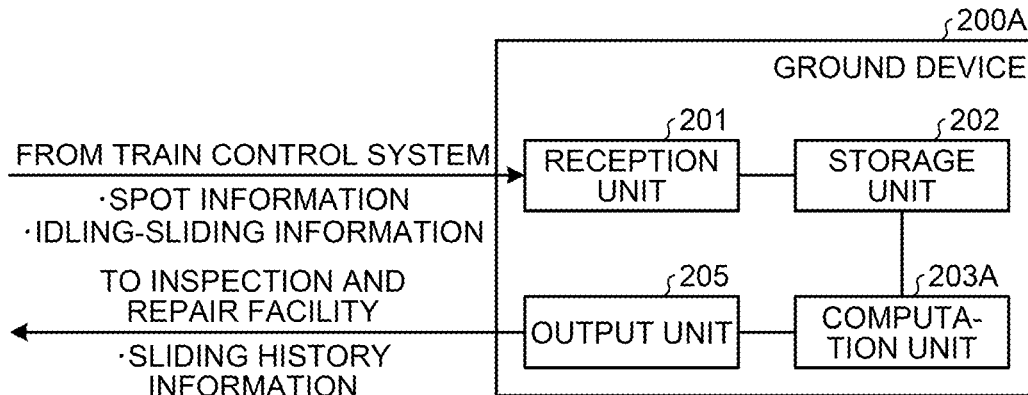 200A
GROUND DEVICE
201
202
FROM TRAIN CONTROL SYSTEM
RECEPTION
UNIT
STORAGE
UNIT
·SPOT INFORMATION
·IDLING-SLIDING INFORMATION
TO INSPECTION AND
REPAIR FACILITY
205
203A
OUTPUT UNIT
COMPUTA-
TION UNIT
·SLIDING HISTORY
INFORMATION